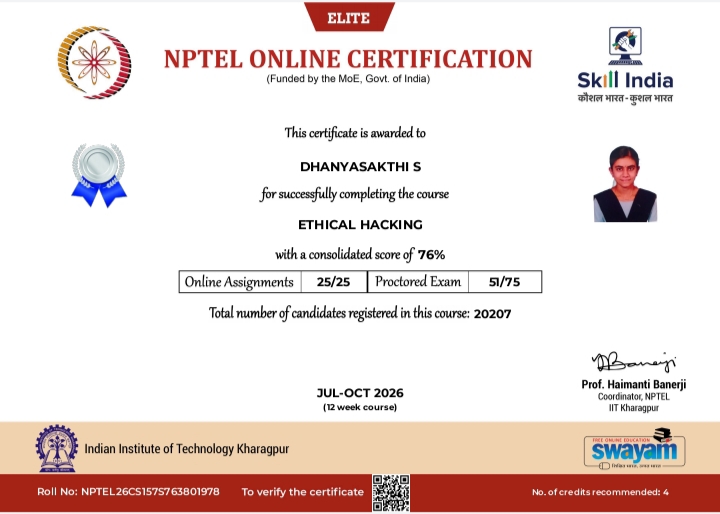 ELITE
NPTEL ONLINE CERTIFICATION
(Funded by the MoE, Govt. of India)
Skill India
कौशल भारत - कुशल भारत
This certificate is awarded to
DHANYASAKTHI S
for successfully completing the course
ETHICAL HACKING
with a consolidated score of 76%
Online Assignments 25/25 Proctored Exam 51/75
Total number of candidates registered in this course: 20207
JUL-OCT 2026
(12 week course)
Prof. Haimanti Banerji
Coordinator, NPTEL
IIT Kharagpur
Indian Institute of Technology Kharagpur
FREE ONLINE EDUCATION
swayam
शिक्षित भारत, उन्नत भारत
Roll No: NPTEL26CS157S763801978 To verify the certificate No. of credits recommended: 4